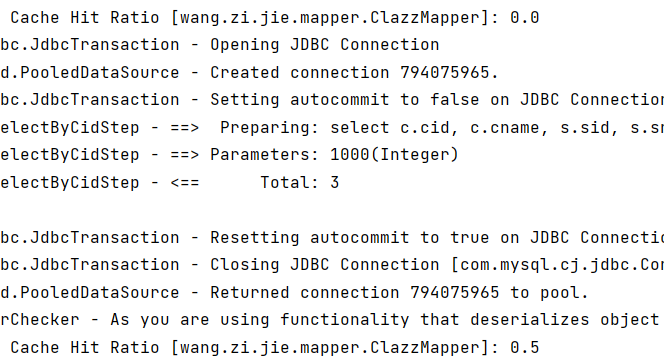 Cache Hit Ratio [wang.zi.jie.mapper.ClazzMapper]: 0.0
bc.JdbcTransaction - Opening JDBC Connection
d.PooledDataSource - Created connection 794075965.
bc.JdbcTransaction - Setting autocommit to false on JDBC Connection
electByCidStep - ==>  Preparing: select c.cid, c.cname, s.sid, s.sn
electByCidStep - ==> Parameters: 1000(Integer)
electByCidStep - <==      Total: 3
bc.JdbcTransaction - Resetting autocommit to true on JDBC Connectio
bc.JdbcTransaction - Closing JDBC Connection [com.mysql.cj.jdbc.Con
d.PooledDataSource - Returned connection 794075965 to pool.
rChecker - As you are using functionality that deserializes object
Cache Hit Ratio [wang.zi.jie.mapper.ClazzMapper]: 0.5